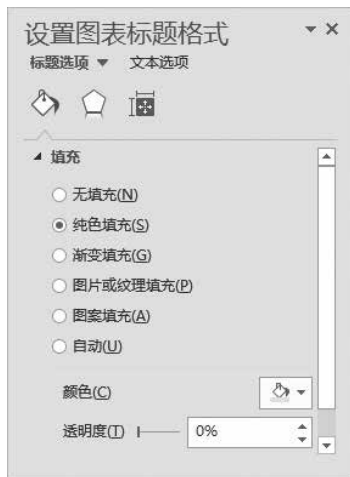 设置图表标题格式
标题选项 文本选项
填充
无填充(N)
纯色填充(S)
渐变填充(G)
图片或纹理填充(P)
图案填充(A)
自动(U)
颜色(C)
透明度(T) 0%